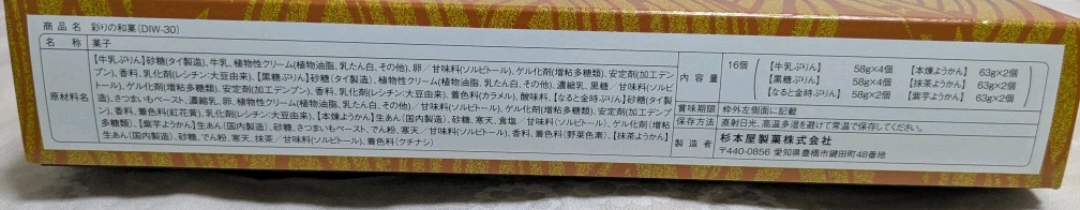 商品名 彩りの和菓(DIW-30)
名称 菓子
原材料名
【牛乳ぷりん】砂糖(タイ製造)、牛乳、植物性クリーム(植物油脂、乳たん白、その他)、卵／甘味料(ソルビトール)、ゲル化剤(増粘多糖類)、安定剤(加工デン
プン)、香料、乳化剤(レシチン:大豆由来)、【黒糖ぷりん】砂糖(タイ製造)、植物性クリーム(植物油脂、乳たん白、その他)、卵、濃縮乳、黒糖／甘味料(ソルビトール)、
ゲル化剤(増粘多糖類)、安定剤(加工デンプン)、香料、乳化剤(レシチン:大豆由来)、着色料(カラメル)、酸味料、【なると金時ぷりん】砂糖(タイ製
造)、さつまいもペースト、濃縮乳、卵、植物性クリーム(植物油脂、乳たん白、その他)／甘味料(ソルビトール)、ゲル化剤(増粘多糖類)、安定剤(加工デンプ
ン)、香料、着色料(紅花黄)、乳化剤(レシチン:大豆由来)、【本煉ようかん】生あん(国内製造)、砂糖、寒天、食塩／甘味料(ソルビトール)、ゲル化剤(増粘
多糖類)、【紫芋ようかん】生あん(国内製造)、砂糖、さつまいもペースト、でん粉、寒天／甘味料(ソルビトール)、香料、着色料(野菜色素)、【抹茶ようかん】
生あん(国内製造)、砂糖、でん粉、寒天、抹茶／甘味料(ソルビトール)、着色料(クチナシ)
内容量 16個
【牛乳ぷりん】 58g×4個 【本煉ようかん】 63g×2個
【黒糖ぷりん】 58g×4個 【抹茶ようかん】 63g×2個
【なると金時ぷりん】 58g×2個 【紫芋ようかん】 63g×2個
賞味期限 枠外左側面に記載
保存方法 直射日光、高温多湿を避けて常温で保存してください。
製造者 杉本屋製菓株式会社
〒440-0856 愛知県豊橋市鍵田町48番地